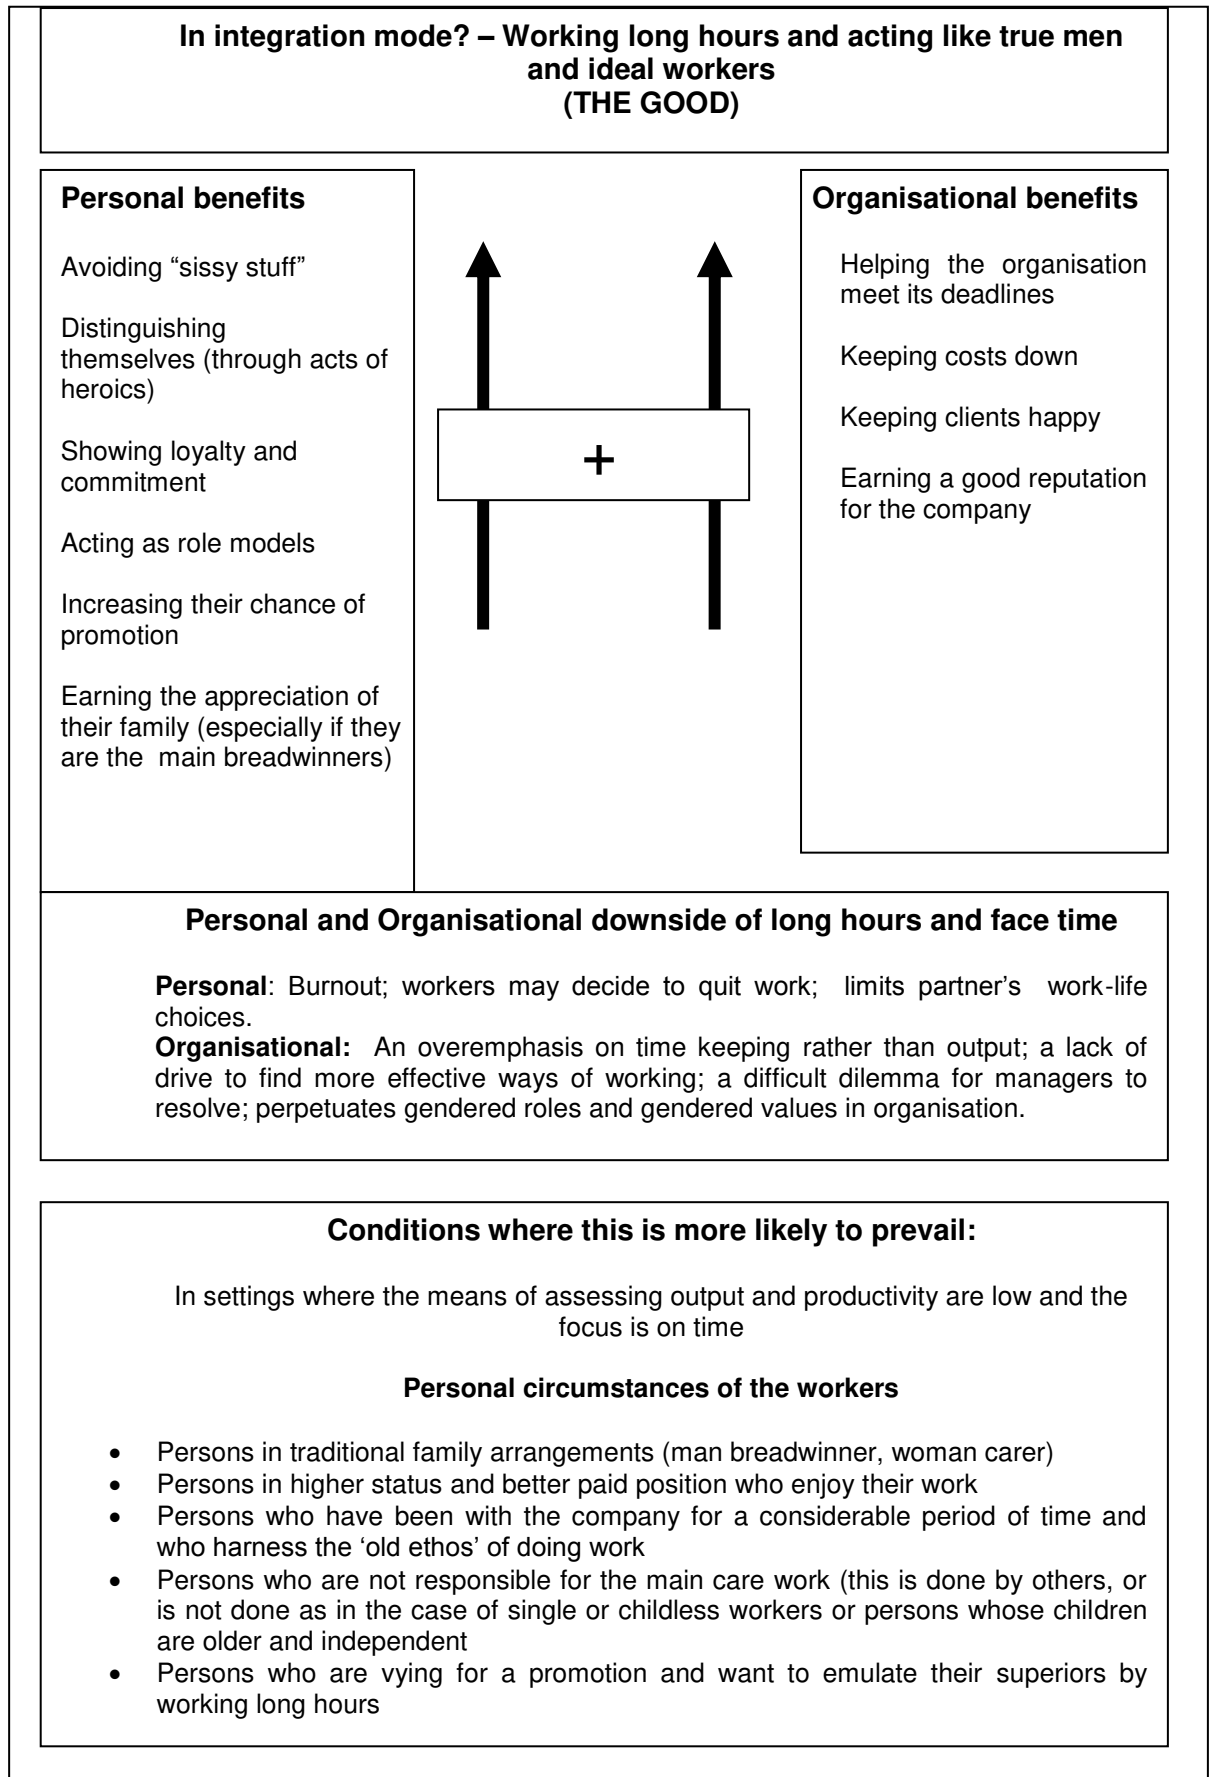 In integration mode? – Working long hours and acting like true men
and ideal workers
(THE GOOD)
Personal benefits
Avoiding “sissy stuff”
Distinguishing
themselves (through acts of
heroics)
Showing loyalty and
commitment
Acting as role models
Increasing their chance of
promotion
Earning the appreciation of
their family (especially if they
are the main breadwinners)
+
Organisational benefits
Helping the organisation
meet its deadlines
Keeping costs down
Keeping clients happy
Earning a good reputation
for the company
Personal and Organisational downside of long hours and face time
Personal: Burnout; workers may decide to quit work; limits partner’s work-life
choices.
Organisational: An overemphasis on time keeping rather than output; a lack of
drive to find more effective ways of working; a difficult dilemma for managers to
resolve; perpetuates gendered roles and gendered values in organisation.
Conditions where this is more likely to prevail:
In settings where the means of assessing output and productivity are low and the
focus is on time
Personal circumstances of the workers
• Persons in traditional family arrangements (man breadwinner, woman carer)
• Persons in higher status and better paid position who enjoy their work
• Persons who have been with the company for a considerable period of time and
who harness the ‘old ethos’ of doing work
• Persons who are not responsible for the main care work (this is done by others, or
is not done as in the case of single or childless workers or persons whose children
are older and independent
• Persons who are vying for a promotion and want to emulate their superiors by
working long hours